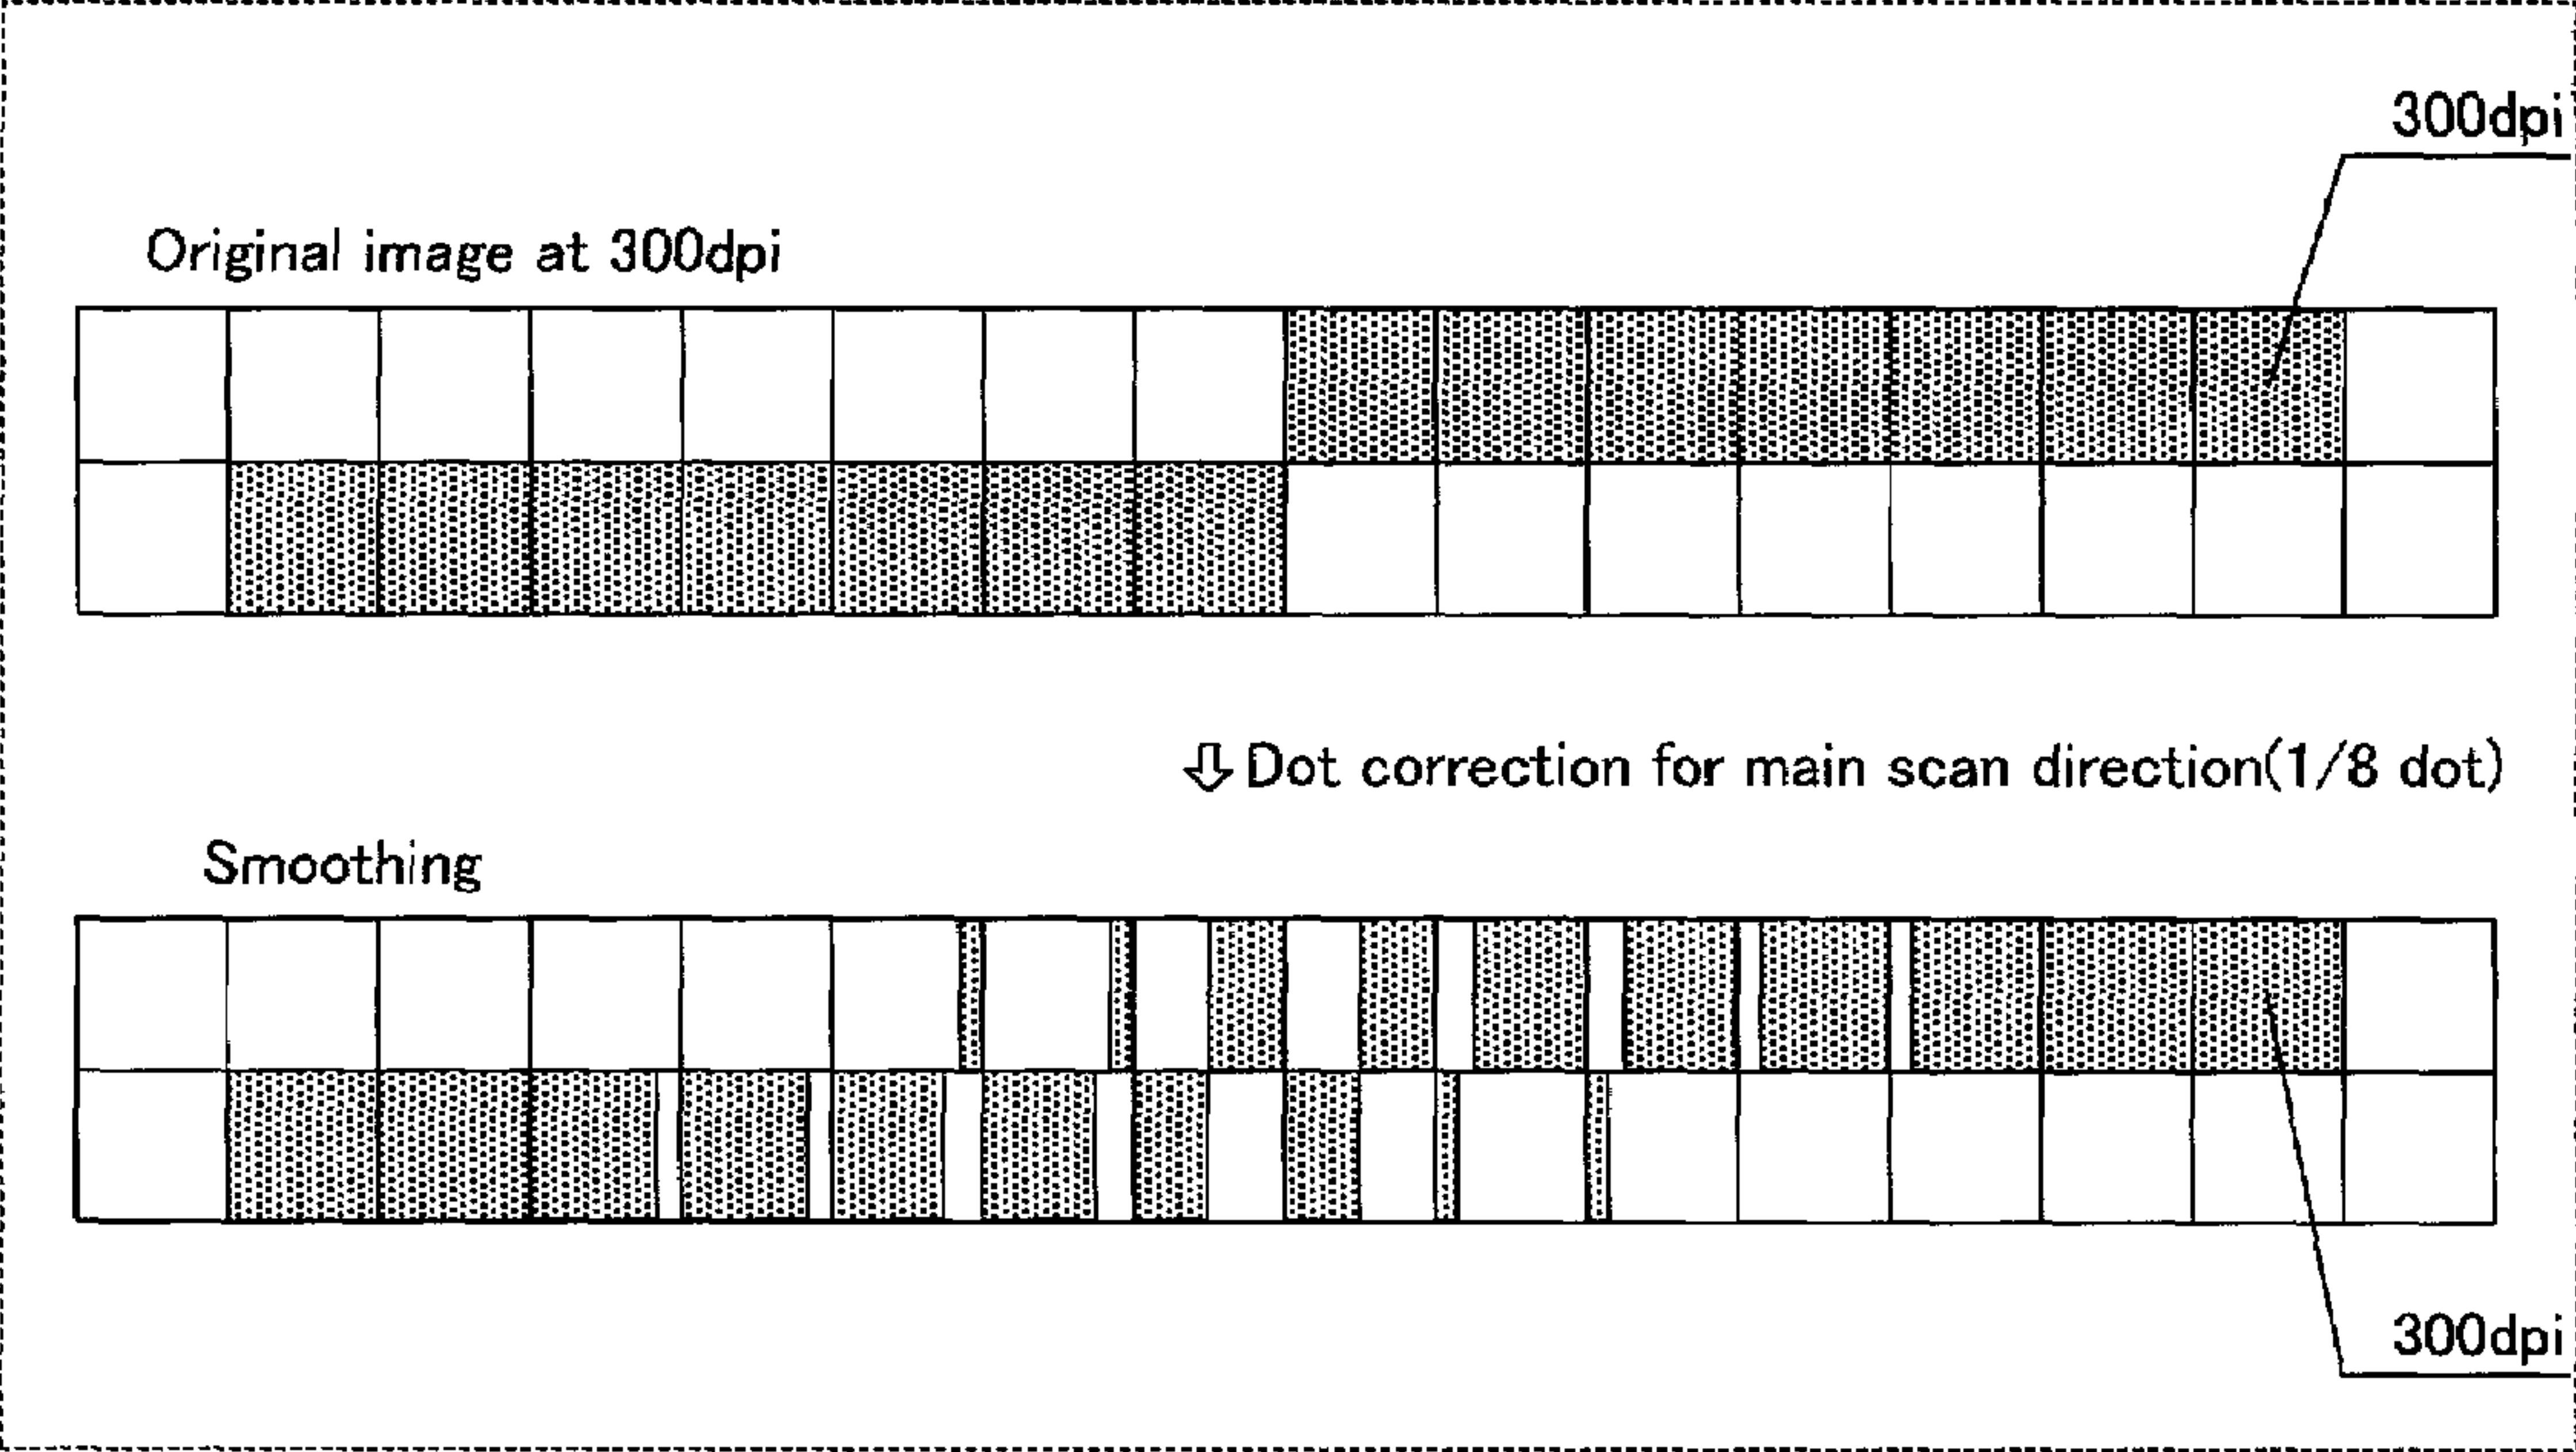 300dpi
Original image at 300dpi
⇩ Dot correction for main scan direction(1/8 dot)
Smoothing
300dpi